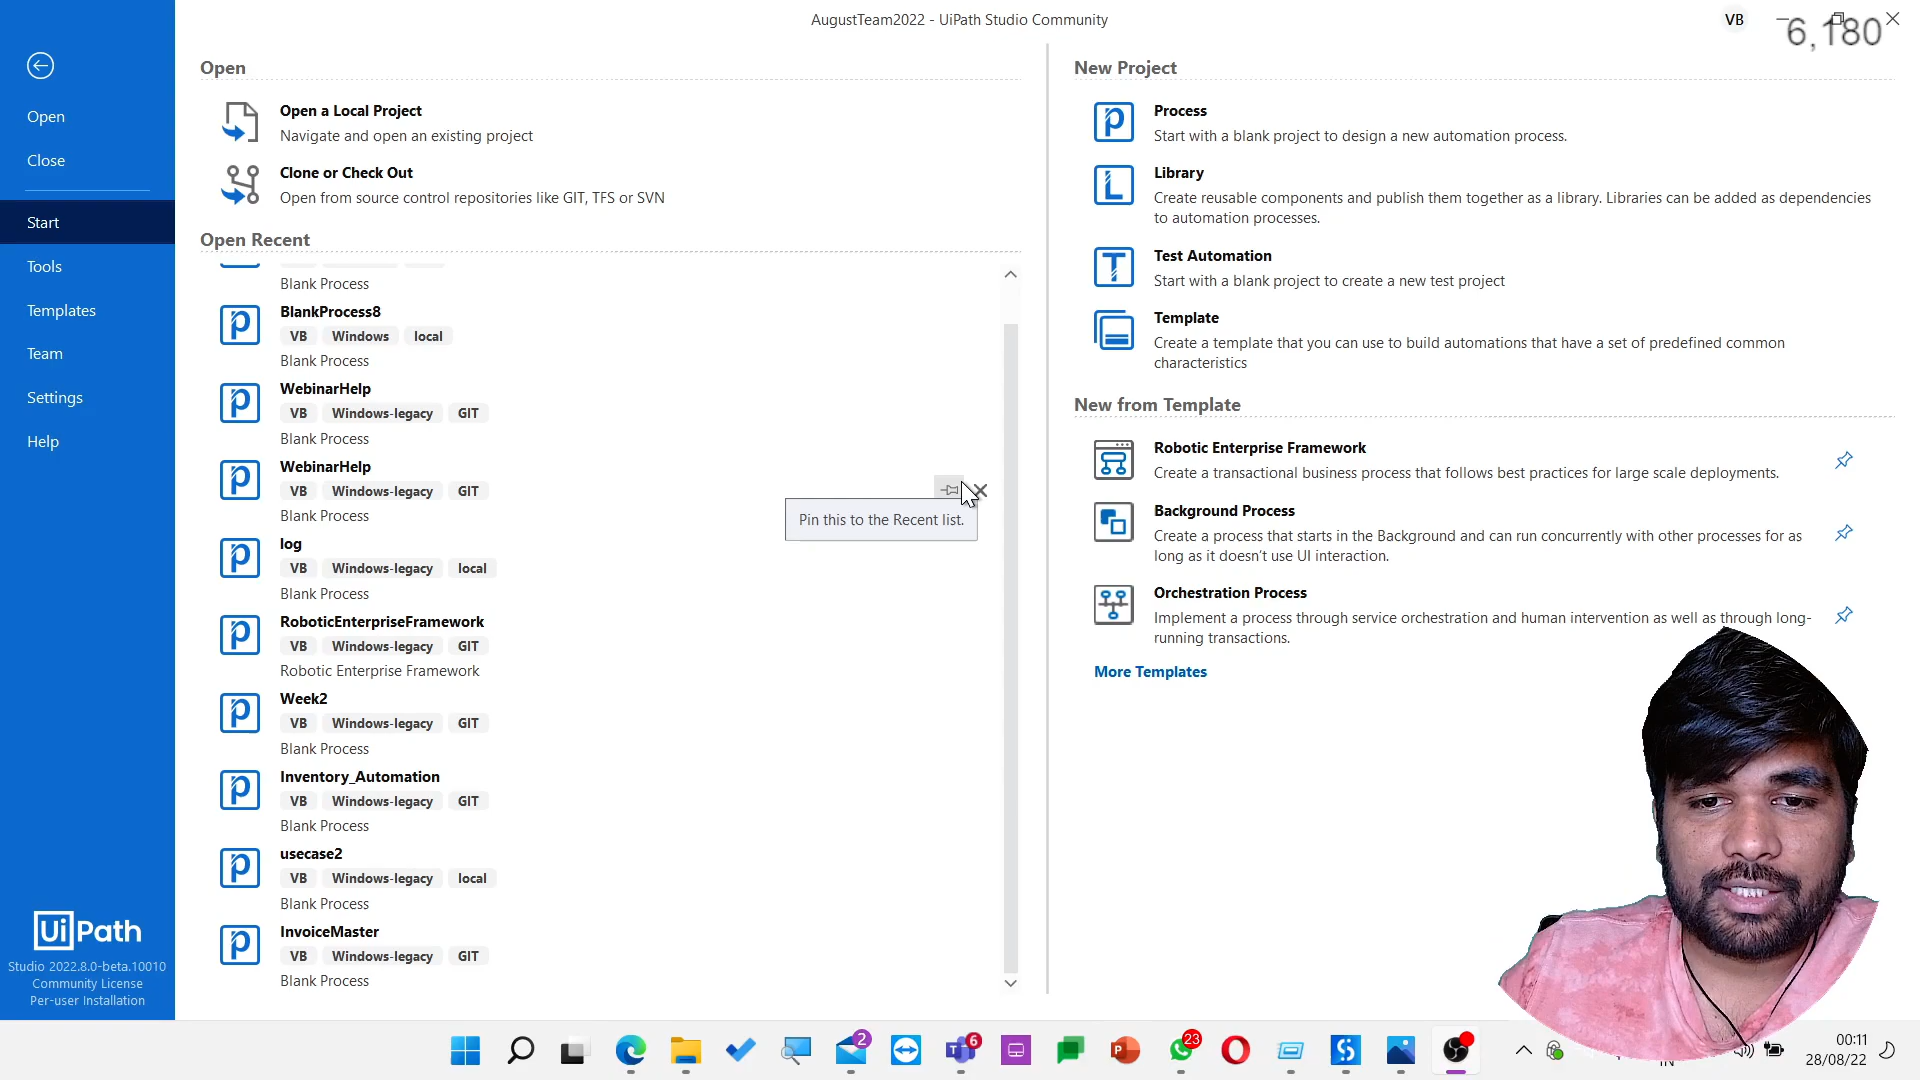 AugustTeam2022 - UiPath Studio Community
VB
6,180
Open
Close
Start
Tools
Templates
Team
Settings
Help
UiPath
Studio 2022.8.0-beta.10010
Community License
Per-user Installation
Open
Open a Local Project
Navigate and open an existing project
Clone or Check Out
Open from source control repositories like GIT, TFS or SVN
Open Recent
Blank Process
BlankProcess8
VB Windows local
Blank Process
WebinarHelp
VB Windows-legacy GIT
Blank Process
WebinarHelp
VB Windows-legacy GIT
Blank Process
Pin this to the Recent list.
log
VB Windows-legacy local
Blank Process
RoboticEnterpriseFramework
VB Windows-legacy GIT
Robotic Enterprise Framework
Week2
VB Windows-legacy GIT
Blank Process
Inventory_Automation
VB Windows-legacy GIT
Blank Process
usecase2
VB Windows-legacy local
Blank Process
InvoiceMaster
VB Windows-legacy GIT
Blank Process
New Project
Process
Start with a blank project to design a new automation process.
Library
Create reusable components and publish them together as a library. Libraries can be added as dependencies
to automation processes.
Test Automation
Start with a blank project to create a new test project
Template
Create a template that you can use to build automations that have a set of predefined common
characteristics
New from Template
Robotic Enterprise Framework
Create a transactional business process that follows best practices for large scale deployments.
Background Process
Create a process that starts in the Background and can run concurrently with other processes for as
long as it doesn't use UI interaction.
Orchestration Process
Implement a process through service orchestration and human intervention as well as through long-
running transactions.
More Templates
2
6
23
00:11
28/08/22